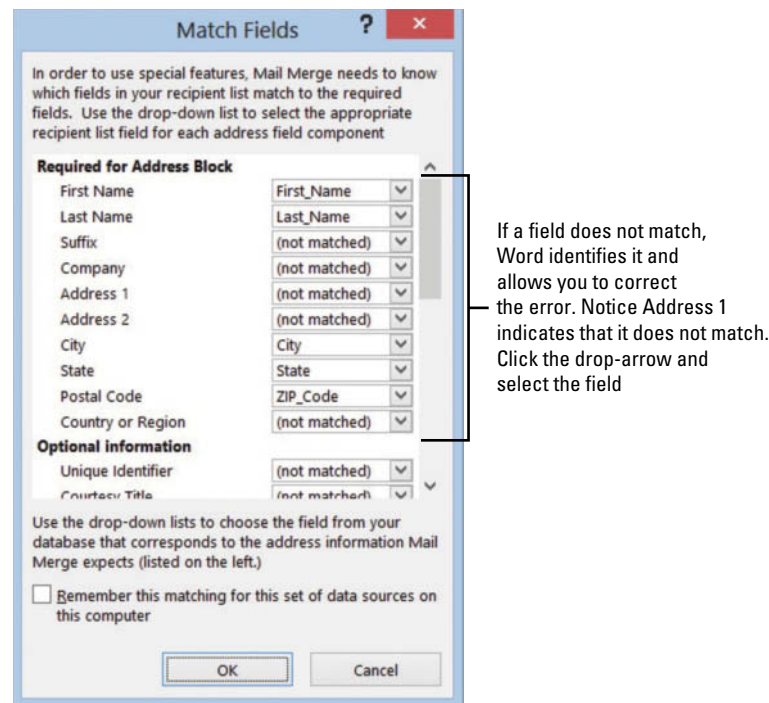 Match Fields ?
In order to use special features, Mail Merge needs to know
which fields in your recipient list match to the required
fields. Use the drop-down list to select the appropriate
recipient list field for each address field component
Required for Address Block
First Name First_Name
Last Name Last_Name
Suffix (not matched)
Company (not matched)
Address 1 (not matched)
Address 2 (not matched)
City City
State State
Postal Code ZIP_Code
Country or Region (not matched)
Optional information
Unique Identifier (not matched)
Courtesy Title (not matched)
Use the drop-down lists to choose the field from your
database that corresponds to the address information Mail
Merge expects (listed on the left.)
Remember this matching for this set of data sources on
this computer
OK Cancel
If a field does not match,
Word identifies it and
allows you to correct
the error. Notice Address 1
indicates that it does not match.
Click the drop-arrow and
select the field